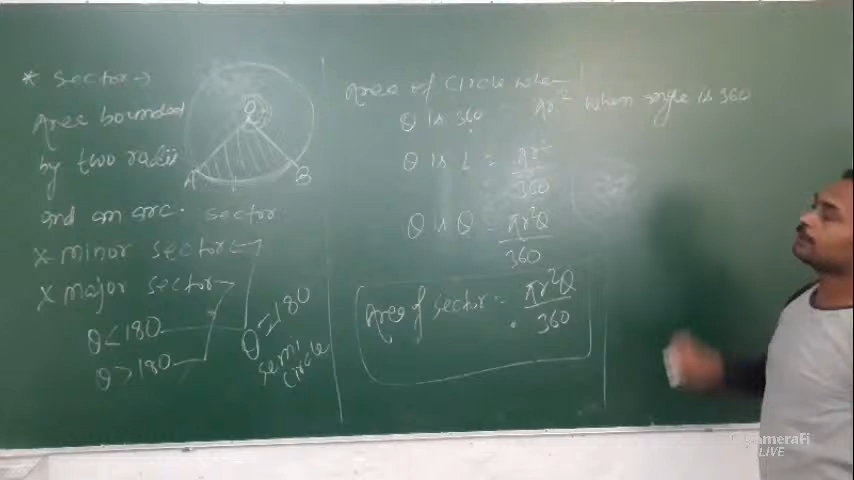 * Sector →
Area bounded
by two radii
and an arc. sector
x minor sector
x major sector
θ < 180
θ > 180
θ = 180
semi
circle
O
A
B
Area of circle when
θ is 360
πr² when angle is 360
θ is 1 = πr²/360
θ is θ = πr²θ/360
Area of sector = πr²θ/360
CameraFi
LIVE